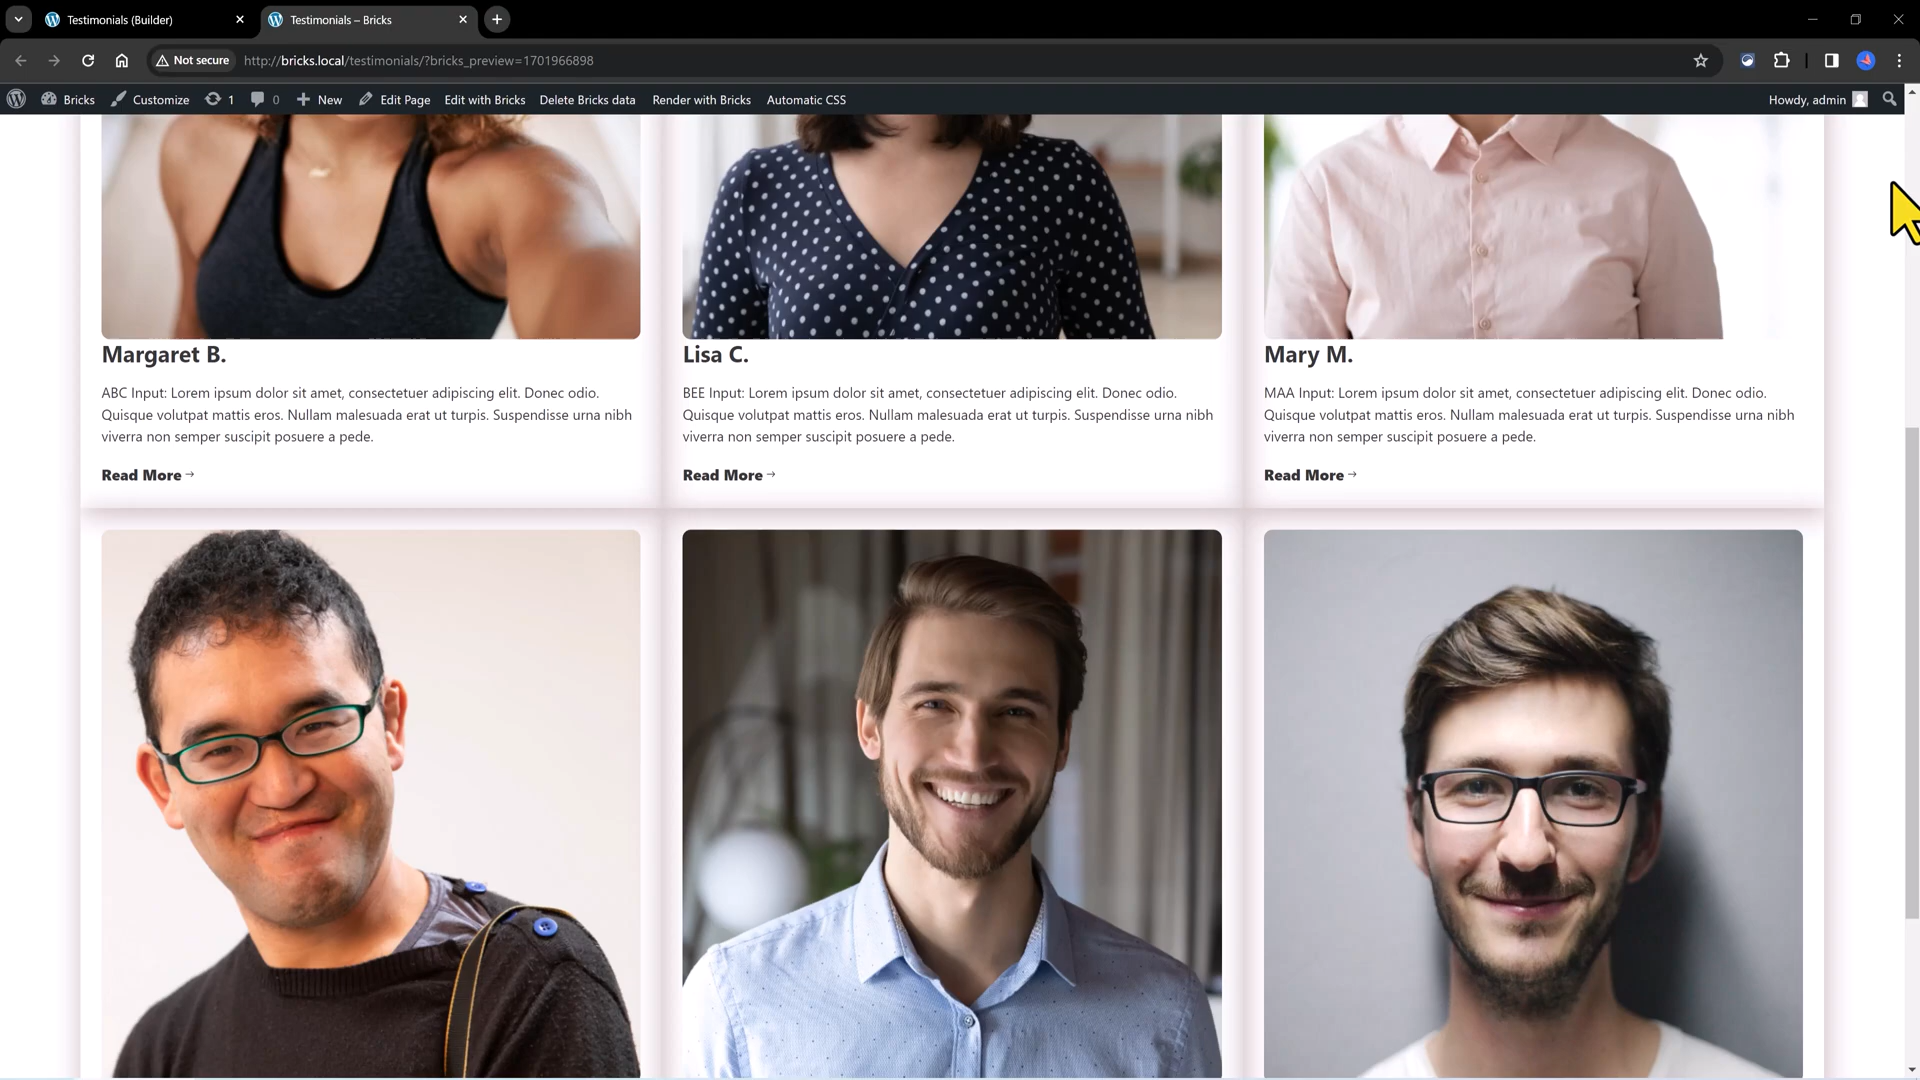 Testimonials (Builder)
Testimonials – Bricks
Not secure
http://bricks.local/testimonials/?bricks_preview=1701966898
Bricks
Customize
1
0
New
Edit Page
Edit with Bricks
Delete Bricks data
Render with Bricks
Automatic CSS
Howdy, admin
Margaret B.
ABC Input: Lorem ipsum dolor sit amet, consectetuer adipiscing elit. Donec odio.
Quisque volutpat mattis eros. Nullam malesuada erat ut turpis. Suspendisse urna nibh
viverra non semper suscipit posuere a pede.
Read More →
Lisa C.
BEE Input: Lorem ipsum dolor sit amet, consectetuer adipiscing elit. Donec odio.
Quisque volutpat mattis eros. Nullam malesuada erat ut turpis. Suspendisse urna nibh
viverra non semper suscipit posuere a pede.
Read More →
Mary M.
MAA Input: Lorem ipsum dolor sit amet, consectetuer adipiscing elit. Donec odio.
Quisque volutpat mattis eros. Nullam malesuada erat ut turpis. Suspendisse urna nibh
viverra non semper suscipit posuere a pede.
Read More →